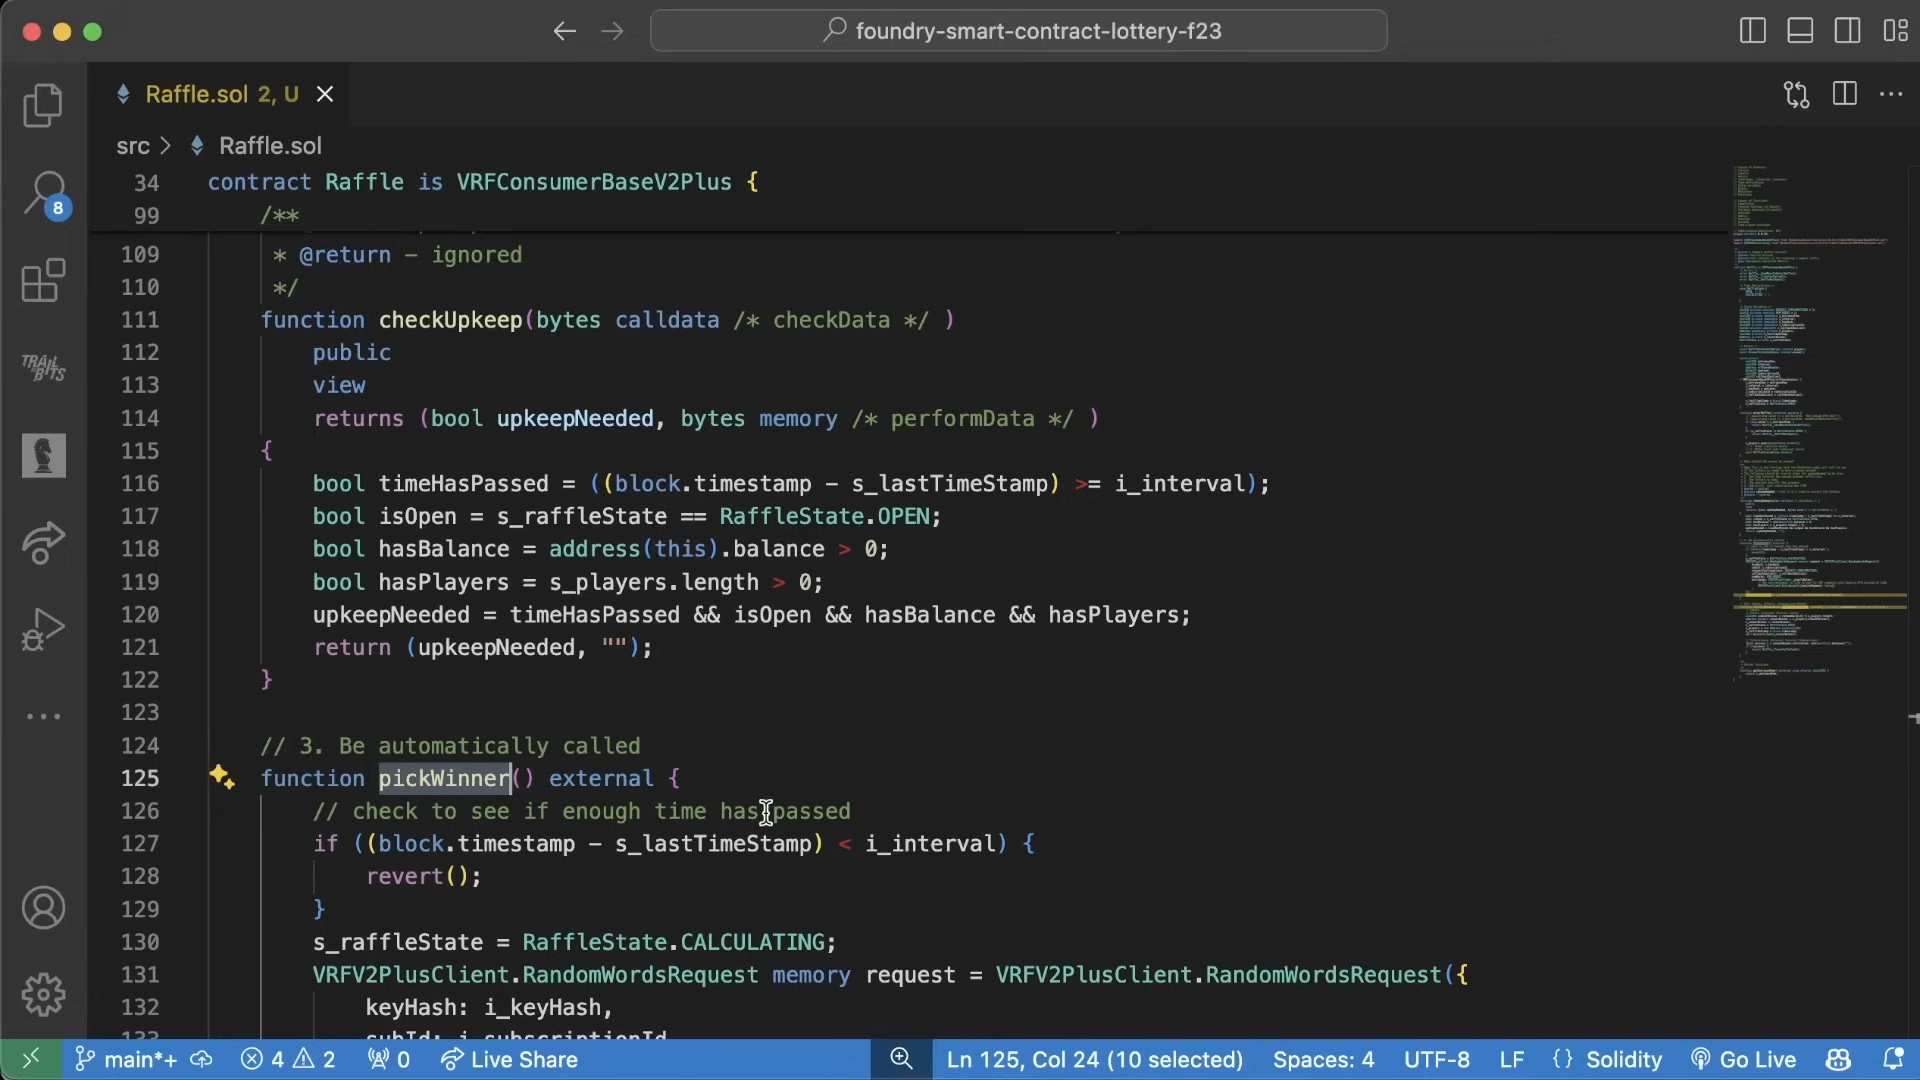 foundry-smart-contract-lottery-f23
Raffle.sol 2, U
src > Raffle.sol
34 contract Raffle is VRFConsumerBaseV2Plus {
99 /**
109 * @return – ignored
110 */
111 function checkUpkeep(bytes calldata /* checkData */ )
112 public
113 view
114 returns (bool upkeepNeeded, bytes memory /* performData */ )
115 {
116 bool timeHasPassed = ((block.timestamp - s_lastTimeStamp) >= i_interval);
117 bool isOpen = s_raffleState == RaffleState.OPEN;
118 bool hasBalance = address(this).balance > 0;
119 bool hasPlayers = s_players.length > 0;
120 upkeepNeeded = timeHasPassed && isOpen && hasBalance && hasPlayers;
121 return (upkeepNeeded, "");
122 }
123
124 // 3. Be automatically called
125 function pickWinner() external {
126 // check to see if enough time has passed
127 if ((block.timestamp - s_lastTimeStamp) < i_interval) {
128 revert();
129 }
130 s_raffleState = RaffleState.CALCULATING;
131 VRFV2PlusClient.RandomWordsRequest memory request = VRFV2PlusClient.RandomWordsRequest({
132 keyHash: i_keyHash,
133 subId: i_subscriptionId,
8
TRAIL OF BITS
main*+ 4 2 0 Live Share Ln 125, Col 24 (10 selected) Spaces: 4 UTF-8 LF {} Solidity Go Live